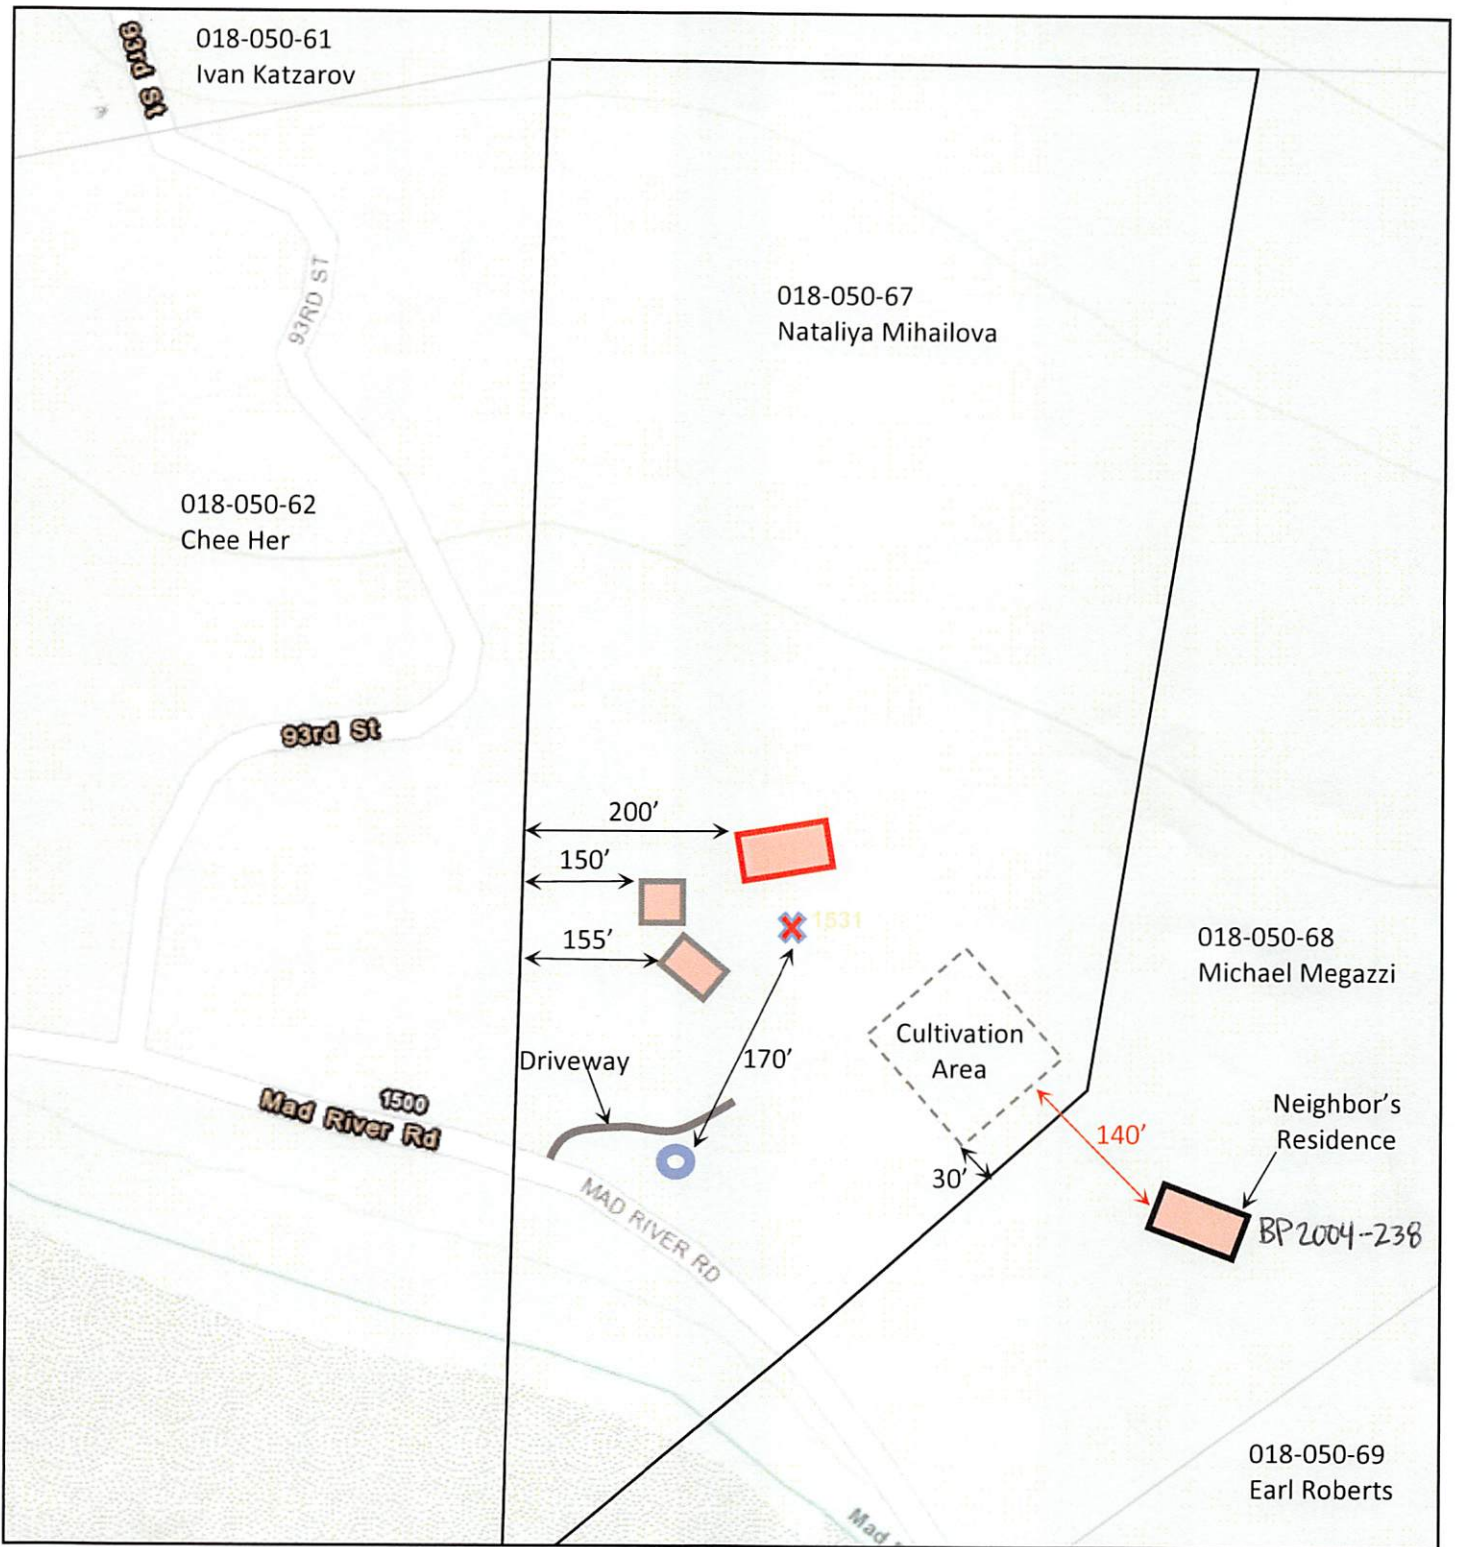 93rd St
018-050-61
Ivan Katzarov
93RD ST
018-050-67
Nataliya Mihailova
018-050-62
Chee Her
93rd St
200’
150’
1531
155’
018-050-68
Michael Megazzi
Cultivation
Area
Driveway
170’
1500
Mad River Rd
Neighbor’s
Residence
140’
30’
MAD RIVER RD
BP2004-238
018-050-69
Earl Roberts
Mad